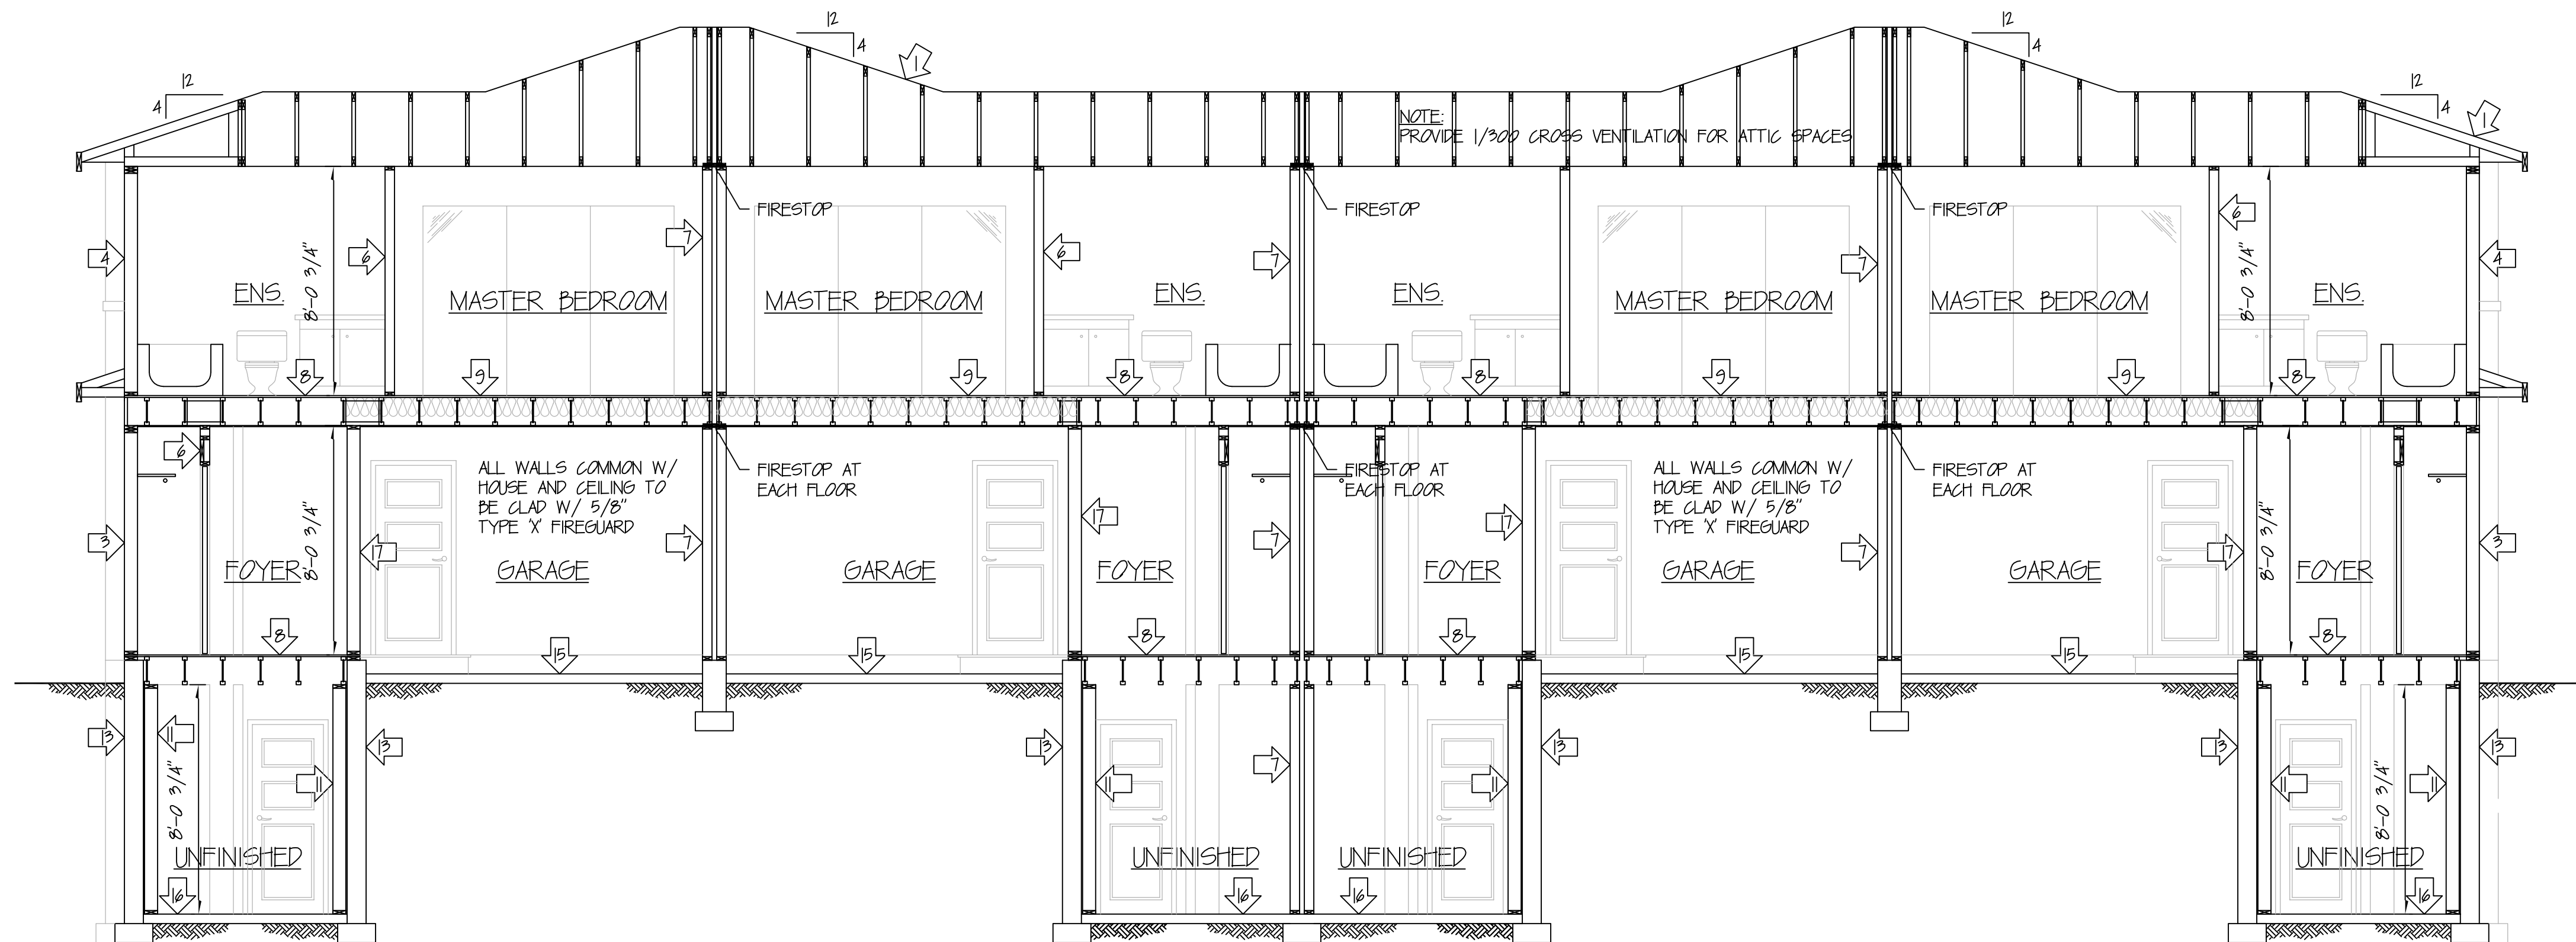 12
12
4
4
1
12
12
4
4
1
NOTE:
PROVIDE 1/300 CROSS VENTILATION FOR ATTIC SPACES
FIRESTOP
FIRESTOP
FIRESTOP
4
8'-0 3/4"
6
7
6
7
7
6
8'-0 3/4"
4
ENS.
MASTER BEDROOM
MASTER BEDROOM
ENS.
ENS.
MASTER BEDROOM
MASTER BEDROOM
ENS.
8
9
9
8
8
9
9
8
6
ALL WALLS COMMON W/
HOUSE AND CEILING TO
BE CLAD W/ 5/8"
TYPE 'X' FIREGUARD
FIRESTOP AT
EACH FLOOR
FIRESTOP AT
EACH FLOOR
ALL WALLS COMMON W/
HOUSE AND CEILING TO
BE CLAD W/ 5/8"
TYPE 'X' FIREGUARD
FIRESTOP AT
EACH FLOOR
3
8'-0 3/4"
17
7
17
7
17
7
17
8'-0 3/4"
3
FOYER
GARAGE
GARAGE
FOYER
FOYER
GARAGE
GARAGE
FOYER
8
15
15
8
8
15
15
8
13
11
13
13
7
13
13
13
8'-0 3/4"
11
11
11
11
11
8'-0 3/4"
UNFINISHED
UNFINISHED
UNFINISHED
UNFINISHED
16
16
16
16